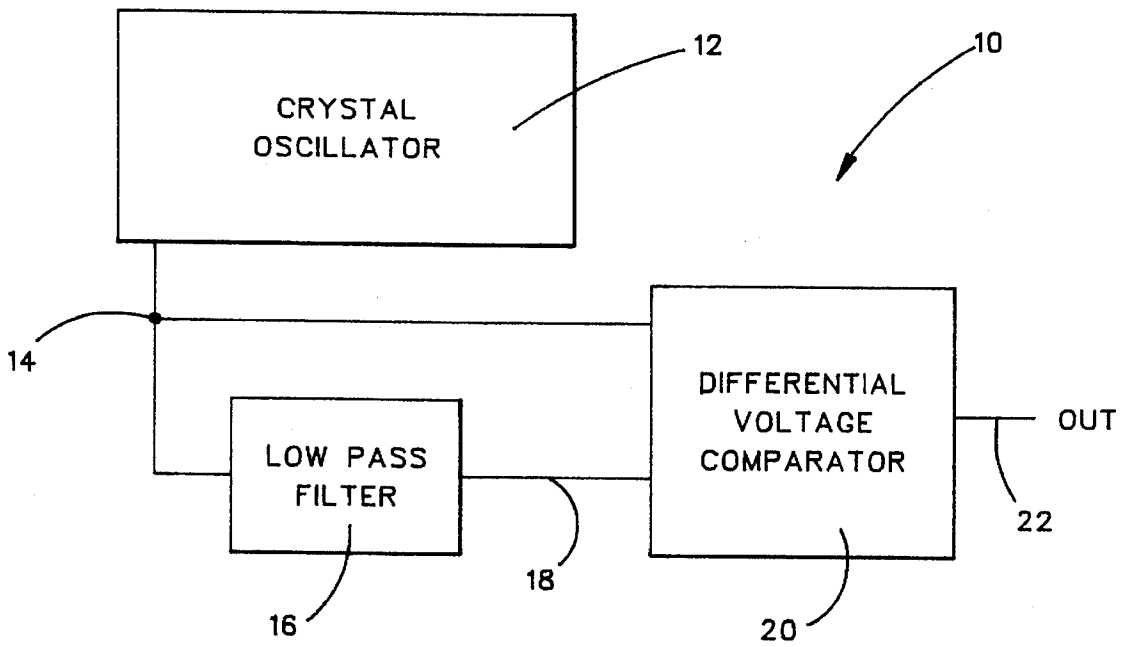 CRYSTAL
OSCILLATOR
12
10
14
DIFFERENTIAL
VOLTAGE
COMPARATOR
OUT
LOW PASS
FILTER
22
18
16
20